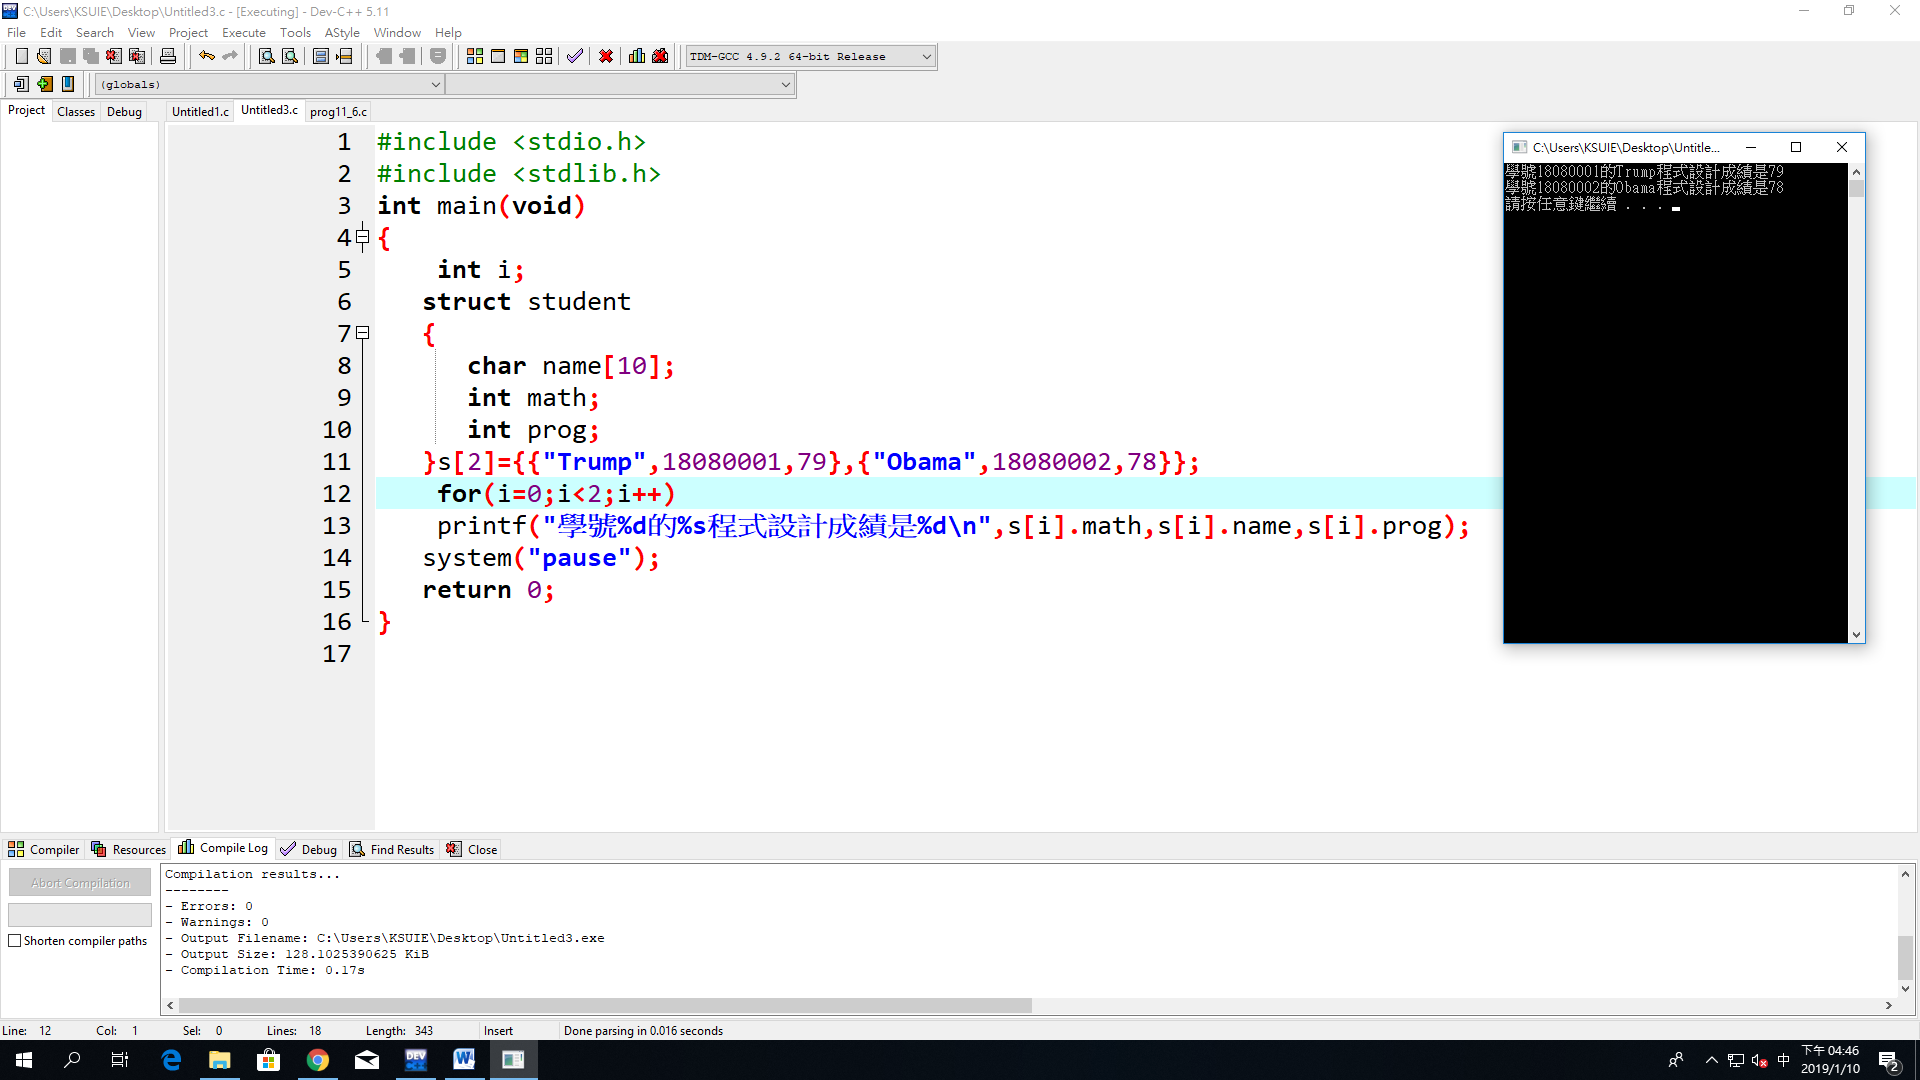 C:\Users\KSUIE\Desktop\Untitled3.c - [Executing] - Dev-C++ 5.11
File Edit Search View Project Execute Tools AStyle Window Help
TDM-GCC 4.9.2 64-bit Release
(globals)
Project Classes Debug
Untitled1.c Untitled3.c prog11_6.c
1 #include <stdio.h>
2 #include <stdlib.h>
3 int main(void)
4 {
5 int i;
6 struct student
7 {
8 char name[10];
9 int math;
10 int prog;
11 }s[2]={{"Trump",18080001,79},{"Obama",18080002,78}};
12 for(i=0;i<2;i++)
13 printf("學號%d的%s程式設計成績是%d\n",s[i].math,s[i].name,s[i].prog);
14 system("pause");
15 return 0;
16 }
17
C:\Users\KSUIE\Desktop\Untitle...
學號18080001的Trump程式設計成績是79
學號18080002的Obama程式設計成績是78
請按任意鍵繼續 . . .
Compiler Resources Compile Log Debug Find Results Close
Abort Compilation
Shorten compiler paths
Compilation results...
--------
- Errors: 0
- Warnings: 0
- Output Filename: C:\Users\KSUIE\Desktop\Untitled3.exe
- Output Size: 128.1025390625 KiB
- Compilation Time: 0.17s
Line: 12 Col: 1 Sel: 0 Lines: 18 Length: 343 Insert Done parsing in 0.016 seconds
中
下午 04:46
2019/1/10
2